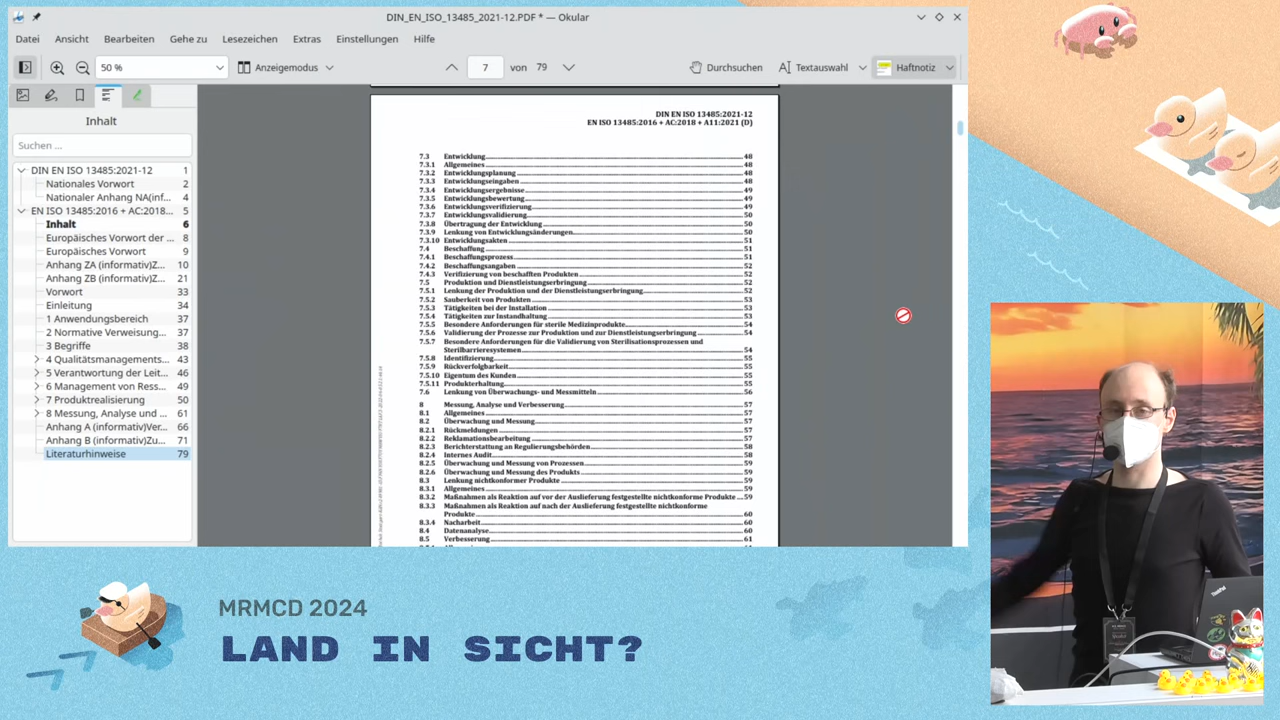 DIN_EN_ISO_13485_2021-12.PDF * — Okular
Datei Ansicht Bearbeiten Gehe zu Lesezeichen Extras Einstellungen Hilfe
50 % Anzeigemodus 7 von 79 Durchsuchen Textauswahl Haftnotiz
Inhalt
Suchen ...
DIN EN ISO 13485:2021-12 1
Nationales Vorwort 2
Nationaler Anhang NA(inf... 4
EN ISO 13485:2016 + AC:2018... 5
Inhalt 6
Europäisches Vorwort der ... 8
Europäisches Vorwort 9
Anhang ZA (informativ)Z... 10
Anhang ZB (informativ)Z... 21
Vorwort 33
Einleitung 34
1 Anwendungsbereich 37
2 Normative Verweisung... 37
3 Begriffe 38
4 Qualitätsmanagements... 43
5 Verantwortung der Leit... 46
6 Management von Ress... 49
7 Produktrealisierung 50
8 Messung, Analyse und ... 61
Anhang A (informativ)Ver... 66
Anhang B (informativ)Zu... 71
Literaturhinweise 79
DIN EN ISO 13485:2021-12
EN ISO 13485:2016 + AC:2018 + A11:2021 (D)
7.3 Entwicklung 48
7.3.1 Allgemeines 48
7.3.2 Entwicklungsplanung 48
7.3.3 Entwicklungseingaben 48
7.3.4 Entwicklungsergebnisse 49
7.3.5 Entwicklungsbewertung 49
7.3.6 Entwicklungsverifizierung 49
7.3.7 Entwicklungsvalidierung 50
7.3.8 Übertragung der Entwicklung 50
7.3.9 Lenkung von Entwicklungsänderungen 50
7.3.10 Entwicklungsakten 51
7.4 Beschaffung 51
7.4.1 Beschaffungsprozess 51
7.4.2 Beschaffungsangaben 52
7.4.3 Verifizierung von beschafften Produkten 52
7.5 Produktion und Dienstleistungserbringung 52
7.5.1 Lenkung der Produktion und der Dienstleistungserbringung 52
7.5.2 Sauberkeit von Produkten 53
7.5.3 Tätigkeiten bei der Installation 53
7.5.4 Tätigkeiten zur Instandhaltung 53
7.5.5 Besondere Anforderungen für sterile Medizinprodukte 54
7.5.6 Validierung der Prozesse zur Produktion und zur Dienstleistungserbringung 54
7.5.7 Besondere Anforderungen für die Validierung von Sterilisationsprozessen und
Sterilbarrieresystemen 54
7.5.8 Identifizierung 55
7.5.9 Rückverfolgbarkeit 55
7.5.10 Eigentum des Kunden 55
7.5.11 Produkterhaltung 55
7.6 Lenkung von Überwachungs- und Messmitteln 56
8 Messung, Analyse und Verbesserung 57
8.1 Allgemeines 57
8.2 Überwachung und Messung 57
8.2.1 Rückmeldungen 57
8.2.2 Reklamationsbearbeitung 57
8.2.3 Berichterstattung an Regulierungsbehörden 58
8.2.4 Internes Audit 58
8.2.5 Überwachung und Messung von Prozessen 59
8.2.6 Überwachung und Messung des Produkts 59
8.3 Lenkung nichtkonformer Produkte 59
8.3.1 Allgemeines 59
8.3.2 Maßnahmen als Reaktion auf vor der Auslieferung festgestellte nichtkonforme Produkte 59
8.3.3 Maßnahmen als Reaktion auf nach der Auslieferung festgestellte nichtkonforme
Produkte 60
8.3.4 Nacharbeit 60
8.4 Datenanalyse 60
8.5 Verbesserung 61
MRMCD 2024
LAND IN SICHT?
ThinkPad